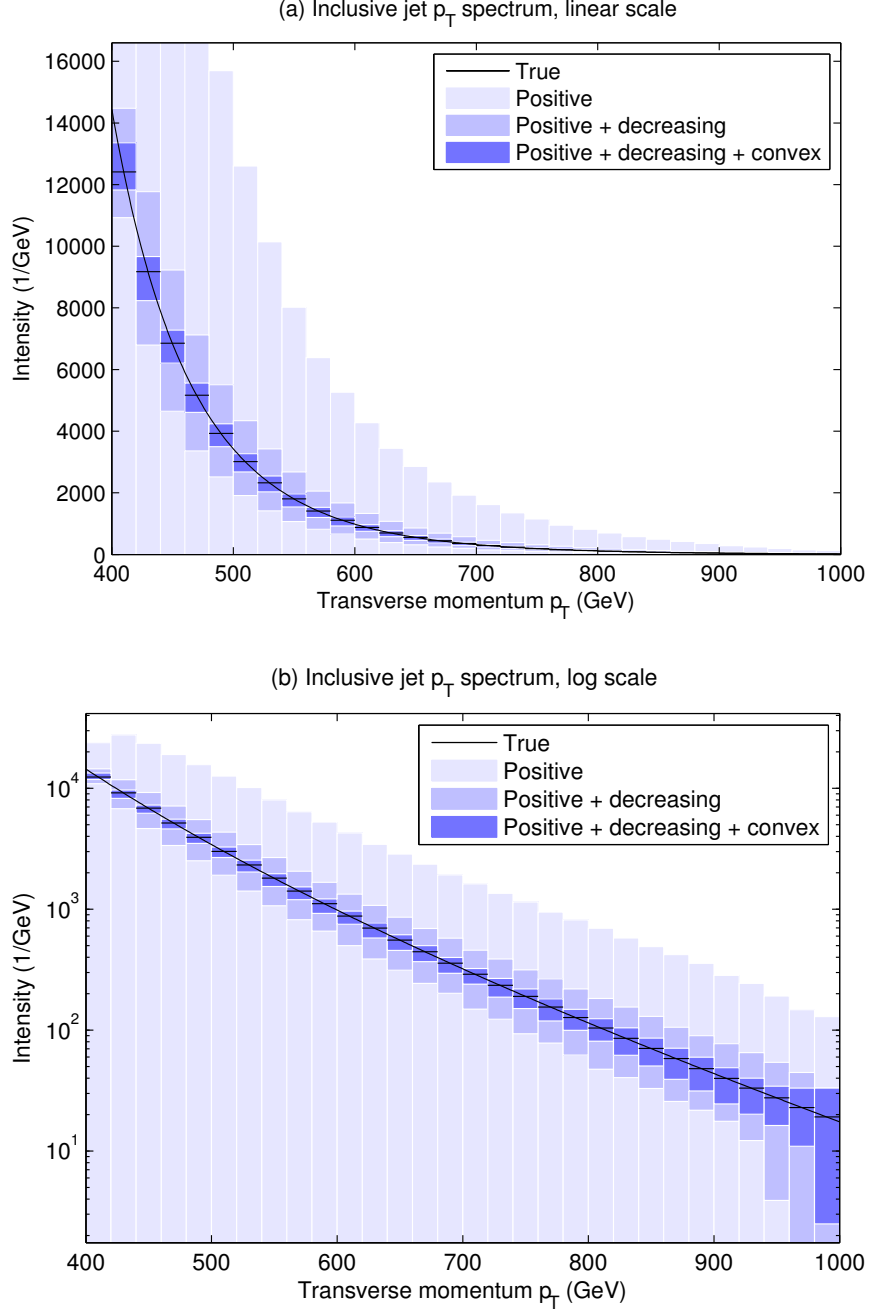 (a) Inclusive jet p_T spectrum, linear scale
16000
14000
12000
10000
8000
6000
4000
2000
0
Intensity (1/GeV)
True
Positive
Positive + decreasing
Positive + decreasing + convex
400 500 600 700 800 900 1000
Transverse momentum p_T (GeV)
(b) Inclusive jet p_T spectrum, log scale
10^4
10^3
10^2
10^1
Intensity (1/GeV)
True
Positive
Positive + decreasing
Positive + decreasing + convex
400 500 600 700 800 900 1000
Transverse momentum p_T (GeV)